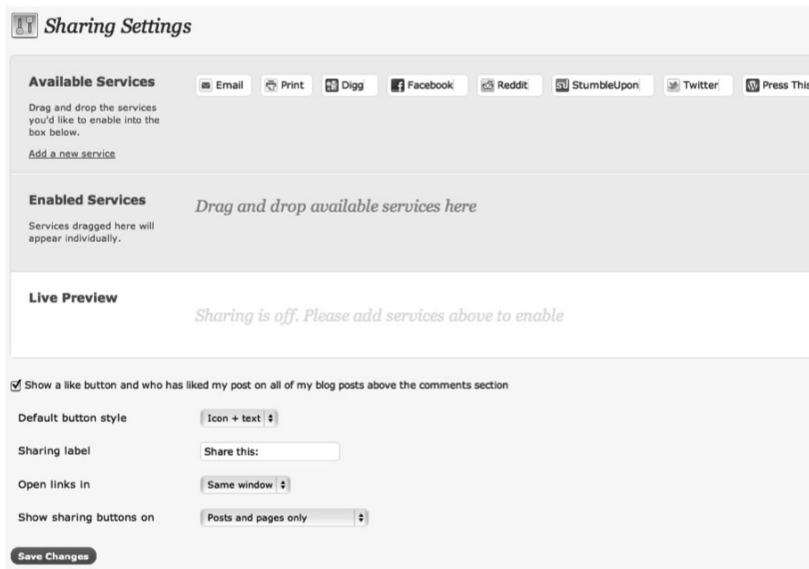 Sharing Settings
Available Services
Email Print Digg Facebook Reddit StumbleUpon Twitter Press This
Drag and drop the services
you'd like to enable into the
box below.
Add a new service
Enabled Services
Drag and drop available services here
Services dragged here will
appear individually.
Live Preview
Sharing is off. Please add services above to enable
Show a like button and who has liked my post on all of my blog posts above the comments section
Default button style Icon + text
Sharing label Share this:
Open links in Same window
Show sharing buttons on Posts and pages only
Save Changes